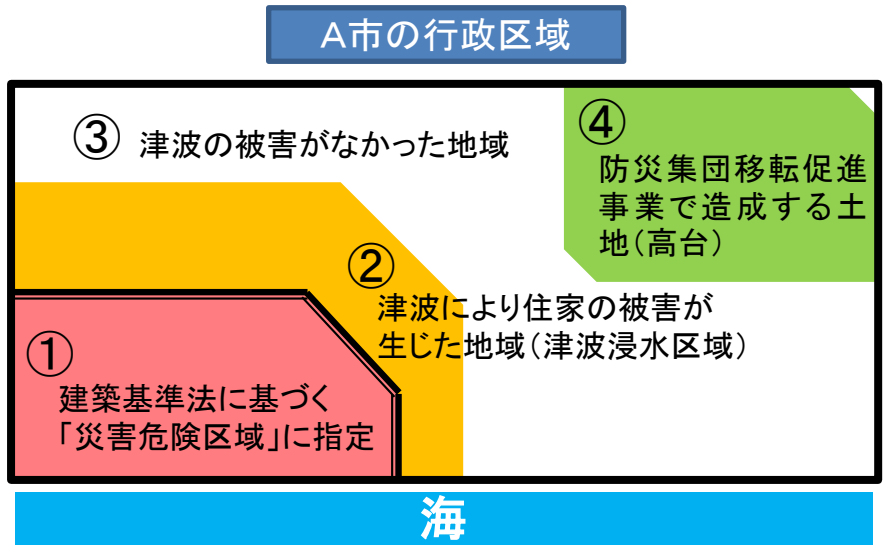 A市の行政区域
③ 津波の被害がなかった地域
④
防災集団移転促進
事業で造成する土
地(高台)
②
津波により住家の被害が
生じた地域(津波浸水区域)
①
建築基準法に基づく
「災害危険区域」に指定
海